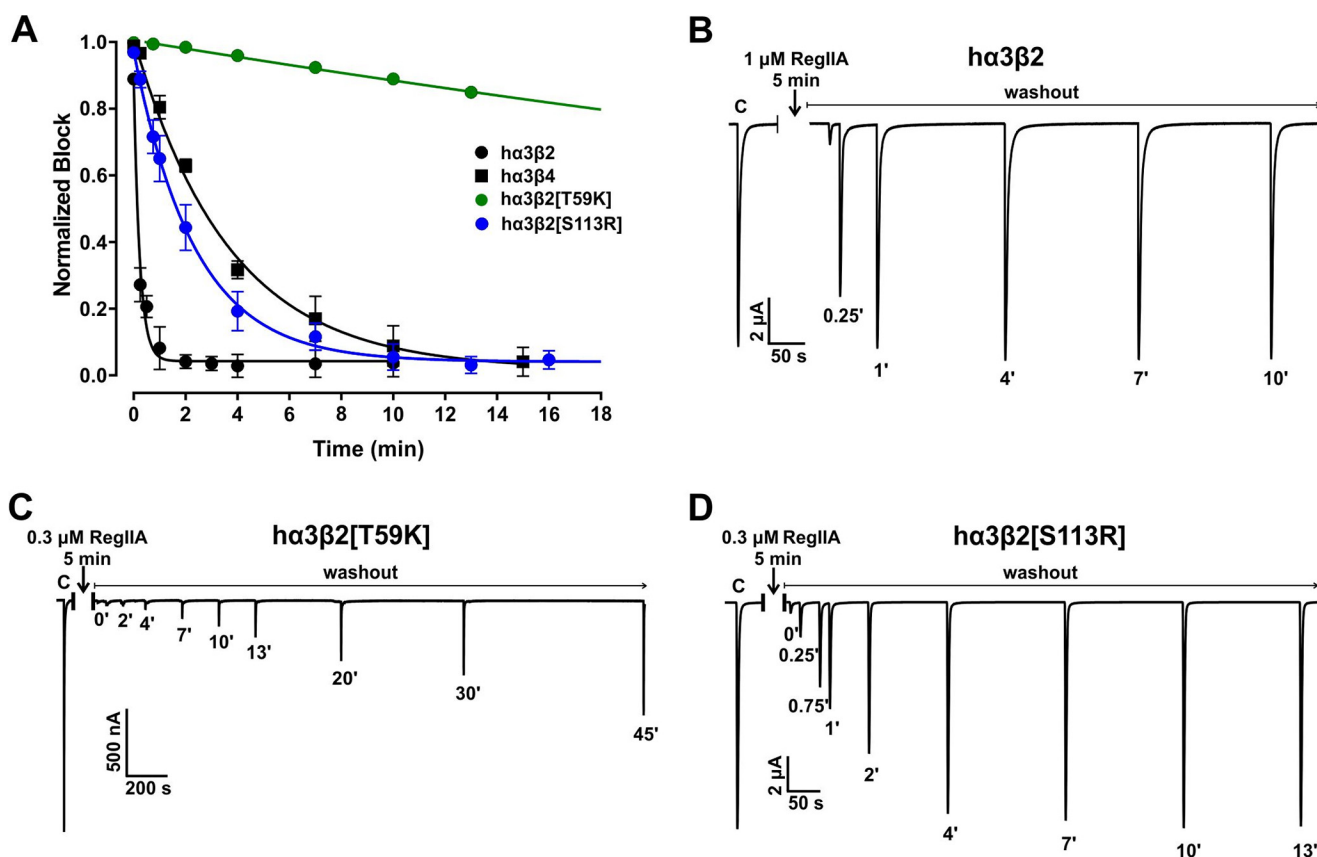 A
1.0
0.8
0.6
0.4
0.2
0.0
Normalized Block
0 2 4 6 8 10 12 14 16 18
Time (min)
hα3β2
hα3β4
hα3β2[T59K]
hα3β2[S113R]
B
1 µM RegIIA
5 min
hα3β2
washout
C
0.25'
1'
4'
7'
10'
2 µA
50 s
C
0.3 µM RegIIA
5 min
hα3β2[T59K]
washout
C
0'
2'
4'
7'
10'
13'
20'
30'
45'
500 nA
200 s
D
0.3 µM RegIIA
5 min
hα3β2[S113R]
washout
C
0'
0.25'
0.75'
1'
2'
4'
7'
10'
13'
2 µA
50 s